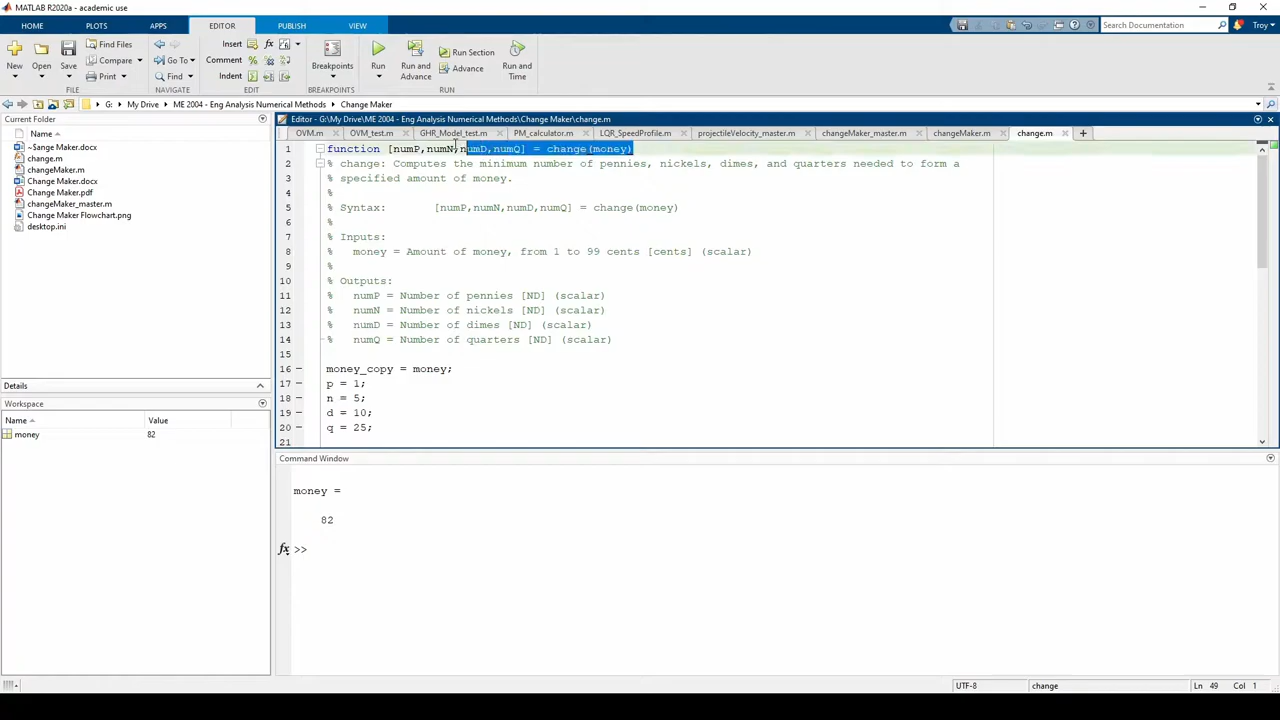 MATLAB R2020a - academic use
HOME PLOTS APPS EDITOR PUBLISH VIEW Search Documentation Troy
New Open Save Find Files Compare Print Go To Find Insert Comment Indent fx Breakpoints Run Run and Advance Run Section Advance Run and Time
FILE NAVIGATE EDIT BREAKPOINTS RUN
G: My Drive ME 2004 - Eng Analysis Numerical Methods Change Maker
Current Folder
Name
~$ange Maker.docx
change.m
changeMaker.m
Change Maker.docx
Change Maker.pdf
changeMaker_master.m
Change Maker Flowchart.png
desktop.ini
Details
Workspace
Name Value
money 82
Editor - G:\My Drive\ME 2004 - Eng Analysis Numerical Methods\Change Maker\change.m
OVM.m OVM_test.m GHR_Model_test.m PM_calculator.m LQR_SpeedProfile.m projectileVelocity_master.m changeMaker_master.m changeMaker.m change.m
1 function [numP,numN,numD,numQ] = change(money)
2 % change: Computes the minimum number of pennies, nickels, dimes, and quarters needed to form a
3 % specified amount of money.
4 %
5 % Syntax: [numP,numN,numD,numQ] = change(money)
6 %
7 % Inputs:
8 % money = Amount of money, from 1 to 99 cents [cents] (scalar)
9 %
10 % Outputs:
11 % numP = Number of pennies [ND] (scalar)
12 % numN = Number of nickels [ND] (scalar)
13 % numD = Number of dimes [ND] (scalar)
14 % numQ = Number of quarters [ND] (scalar)
15
16 money_copy = money;
17 p = 1;
18 n = 5;
19 d = 10;
20 q = 25;
21
Command Window
money =
82
fx >>
UTF-8 change Ln 49 Col 1